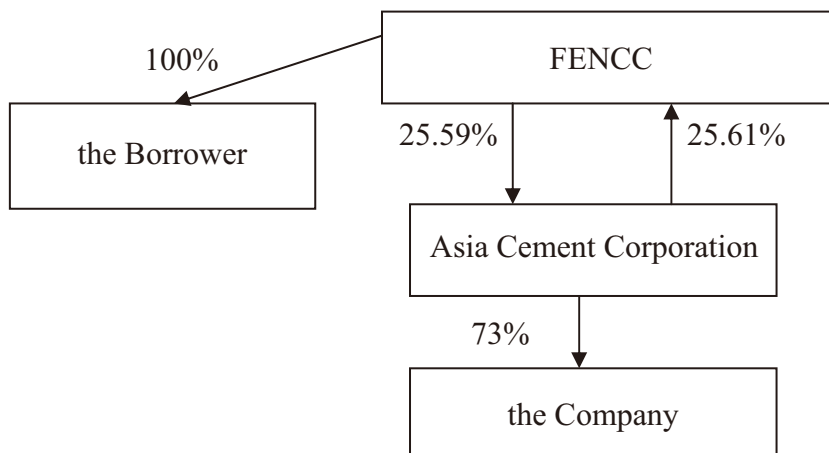 100%
FENCC
the Borrower
25.59%
25.61%
Asia Cement Corporation
73%
the Company